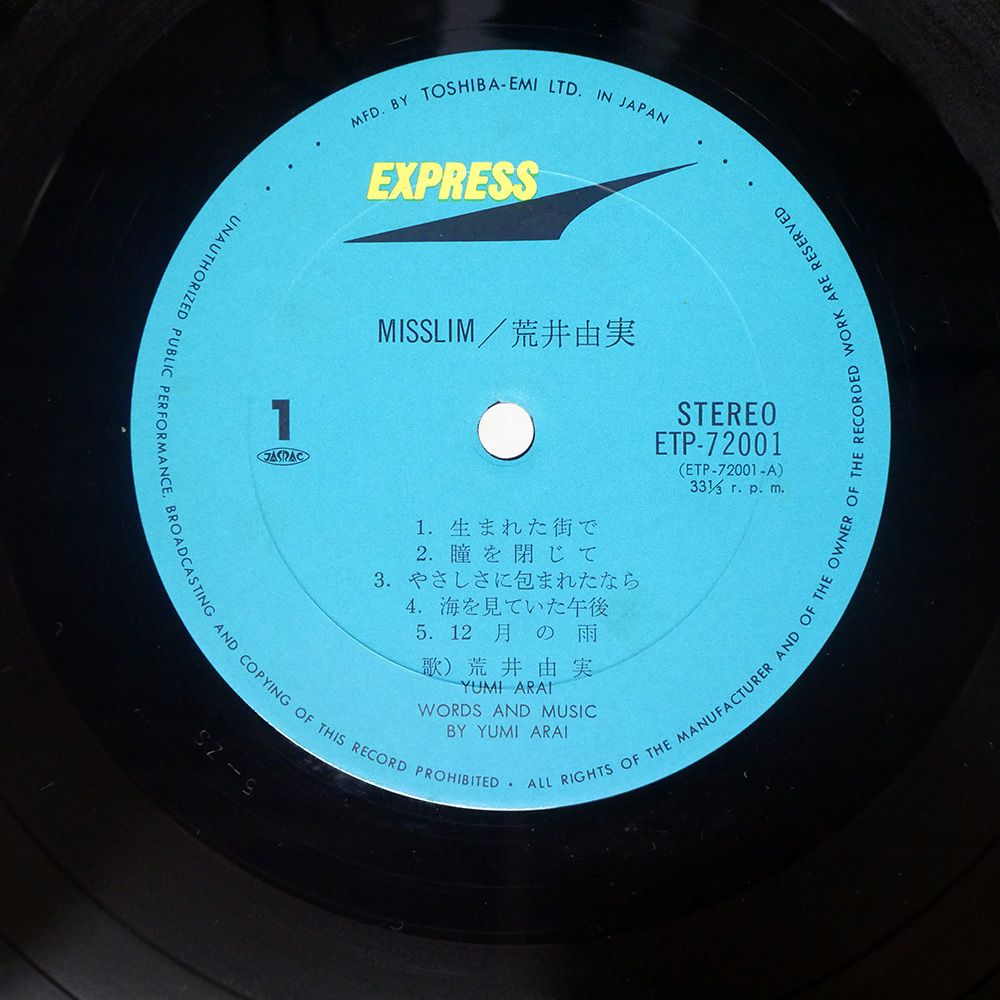 MFD. BY TOSHIBA-EMI LTD. IN JAPAN
EXPRESS
MISSLIM／荒井由実
1
JASRAC
STEREO
ETP-72001
(ETP-72001-A)
33⅓ r. p. m.
1. 生まれた街で
2. 瞳を閉じて
3. やさしさに包まれたなら
4. 海を見ていた午後
5. 12月の雨
歌）荒井由実
YUMI ARAI
WORDS AND MUSIC
BY YUMI ARAI
UNAUTHORIZED PUBLIC PERFORMANCE, BROADCASTING AND COPYING OF THIS RECORD PROHIBITED • ALL RIGHTS OF THE MANUFACTURER AND OF THE OWNER OF THE RECORDED WORK ARE RESERVED